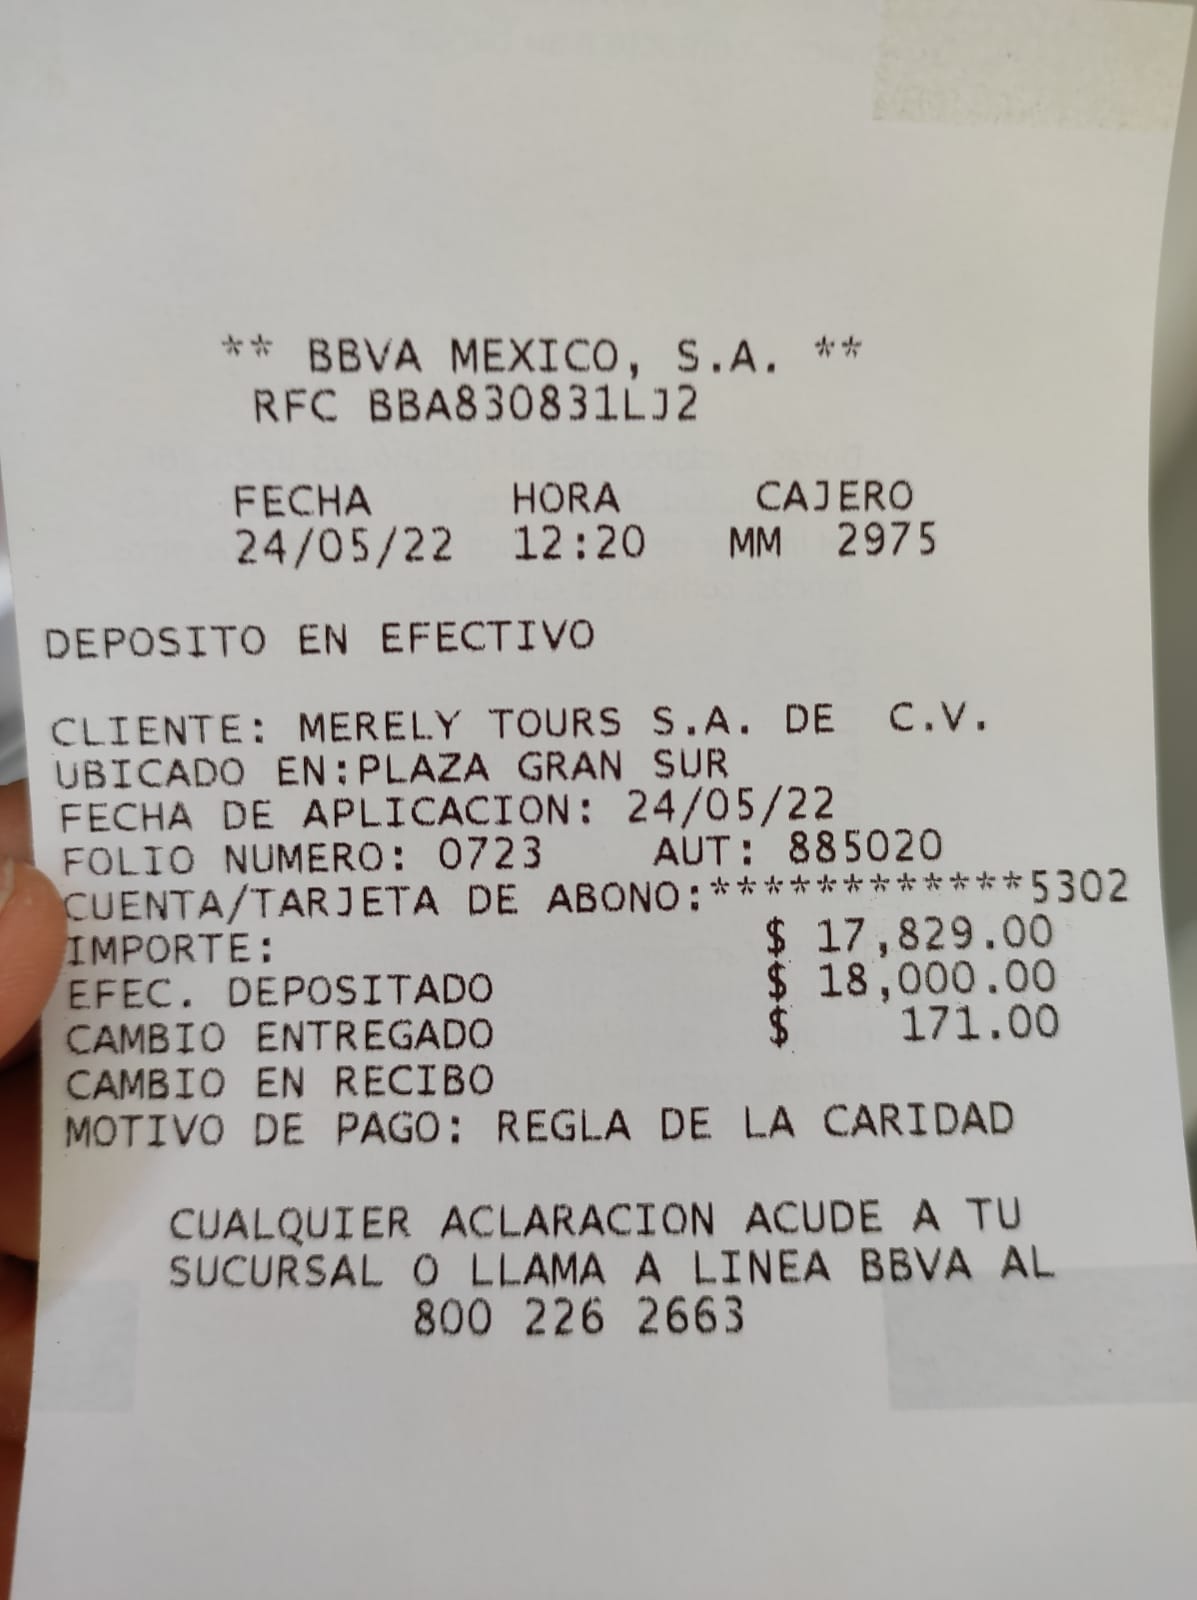 ** BBVA MEXICO, S.A. **
RFC BBA830831LJ2
FECHA HORA CAJERO
24/05/22 12:20 MM 2975
DEPOSITO EN EFECTIVO
CLIENTE: MERELY TOURS S.A. DE C.V.
UBICADO EN:PLAZA GRAN SUR
FECHA DE APLICACION: 24/05/22
FOLIO NUMERO: 0723 AUT: 885020
CUENTA/TARJETA DE ABONO:************5302
IMPORTE: $ 17,829.00
EFEC. DEPOSITADO $ 18,000.00
CAMBIO ENTREGADO $ 171.00
CAMBIO EN RECIBO
MOTIVO DE PAGO: REGLA DE LA CARIDAD
CUALQUIER ACLARACION ACUDE A TU
SUCURSAL O LLAMA A LINEA BBVA AL
800 226 2663